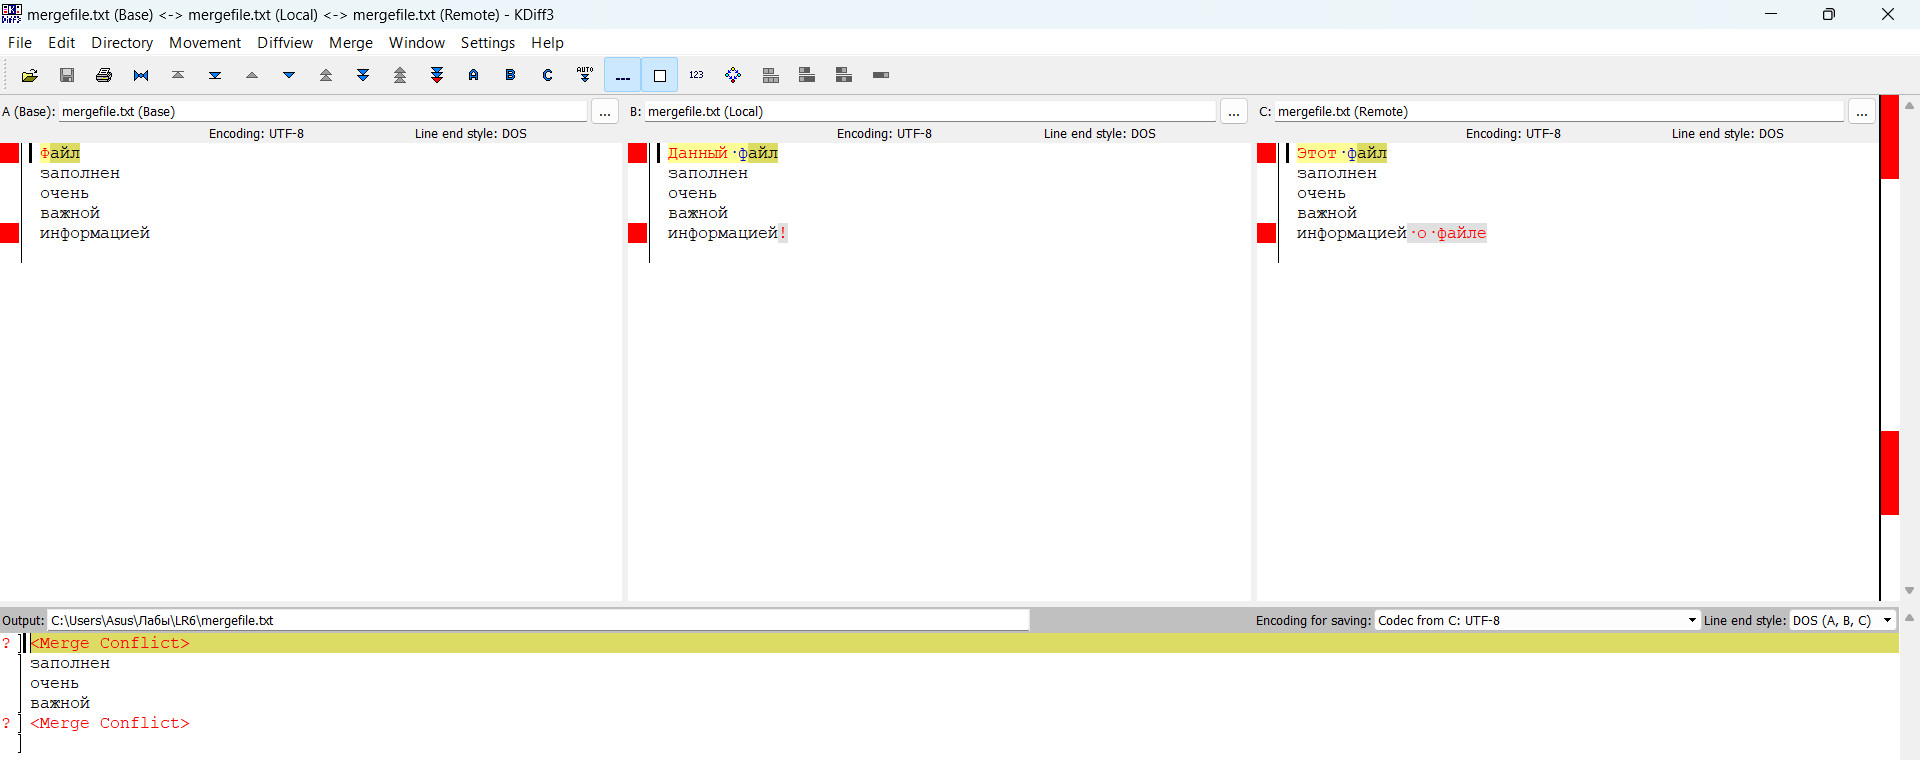 mergefile.txt (Base) <-> mergefile.txt (Local) <-> mergefile.txt (Remote) - KDiff3
File Edit Directory Movement Diffview Merge Window Settings Help
A B C AUTO 123
A (Base): mergefile.txt (Base) ...
Encoding: UTF-8 Line end style: DOS
Файл
заполнен
очень
важной
информацией
B: mergefile.txt (Local) ...
Encoding: UTF-8 Line end style: DOS
Данный·файл
заполнен
очень
важной
информацией!
C: mergefile.txt (Remote) ...
Encoding: UTF-8 Line end style: DOS
Этот·файл
заполнен
очень
важной
информацией·о·файле
Output: C:\Users\Asus\Лабы\LR6\mergefile.txt Encoding for saving: Codec from C: UTF-8 Line end style: DOS (A, B, C)
? <Merge Conflict>
заполнен
очень
важной
? <Merge Conflict>